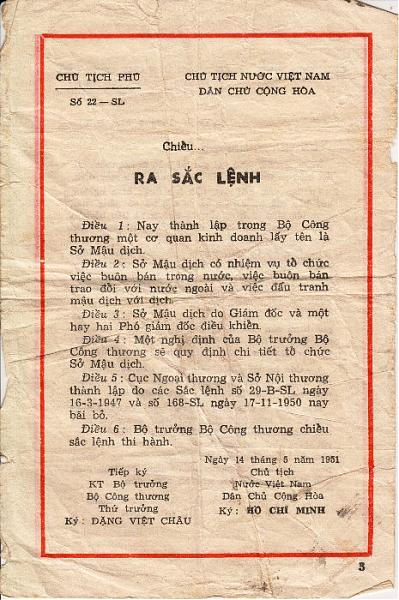 CHỦ TỊCH PHỦ
Số 22 — SL
CHỦ TỊCH NƯỚC VIỆT NAM
DÂN CHỦ CỘNG HÒA
Chiểu...
RA SẮC LỆNH
Điều 1 : Nay thành lập trong Bộ Công
thương một cơ quan kinh doanh lấy tên là
Sở Mậu dịch.
Điều 2 : Sở Mậu dịch có nhiệm vụ tổ chức
việc buôn bán trong nước, việc buôn bán
trao đổi với nước ngoài và việc đấu tranh
mậu dịch với địch.
Điều 3 : Sở Mậu dịch do Giám đốc và một
hay hai Phó giám đốc điều khiển.
Điều 4 : Một nghị định của Bộ trưởng Bộ
Công thương sẽ quy định chi tiết tổ chức
Sở Mậu dịch.
Điều 5 : Cục Ngoại thương và Sở Nội thương
thành lập do các Sắc lệnh số 29-B-SL ngày
16-3-1947 và số 168-SL ngày 17-11-1950 nay
bãi bỏ.
Điều 6 : Bộ trưởng Bộ Công thương chiểu
sắc lệnh thi hành.
Ngày 14 tháng 5 năm 1951
Tiếp ký
KT Bộ trưởng
Bộ Công thương
Thứ trưởng
Ký : ĐẶNG VIỆT CHÂU
Chủ tịch
Nước Việt Nam
Dân Chủ Cộng Hòa
Ký : HỒ CHÍ MINH
3